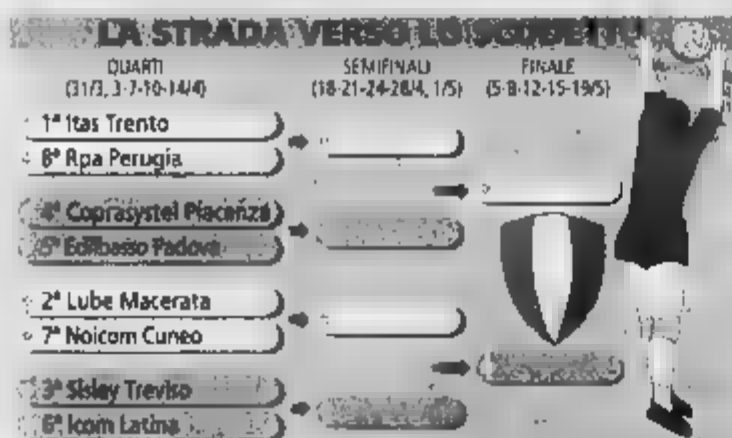 LA STRADA VERSO LO
QUARTI
(31/3, 3-7-10-14/4)
SEMIFINALI
(18-21-24-28/4, 1/5)
FINALE
(5-8-12-15-19/5)
1ª Itas Trento
8ª Rpa Perugia
4ª Coprasystel Piacenza
5ª Edilbasso Padova
2ª Lube Macerata
7ª Noicom Cuneo
3ª Sisley Treviso
6ª Icom Latina